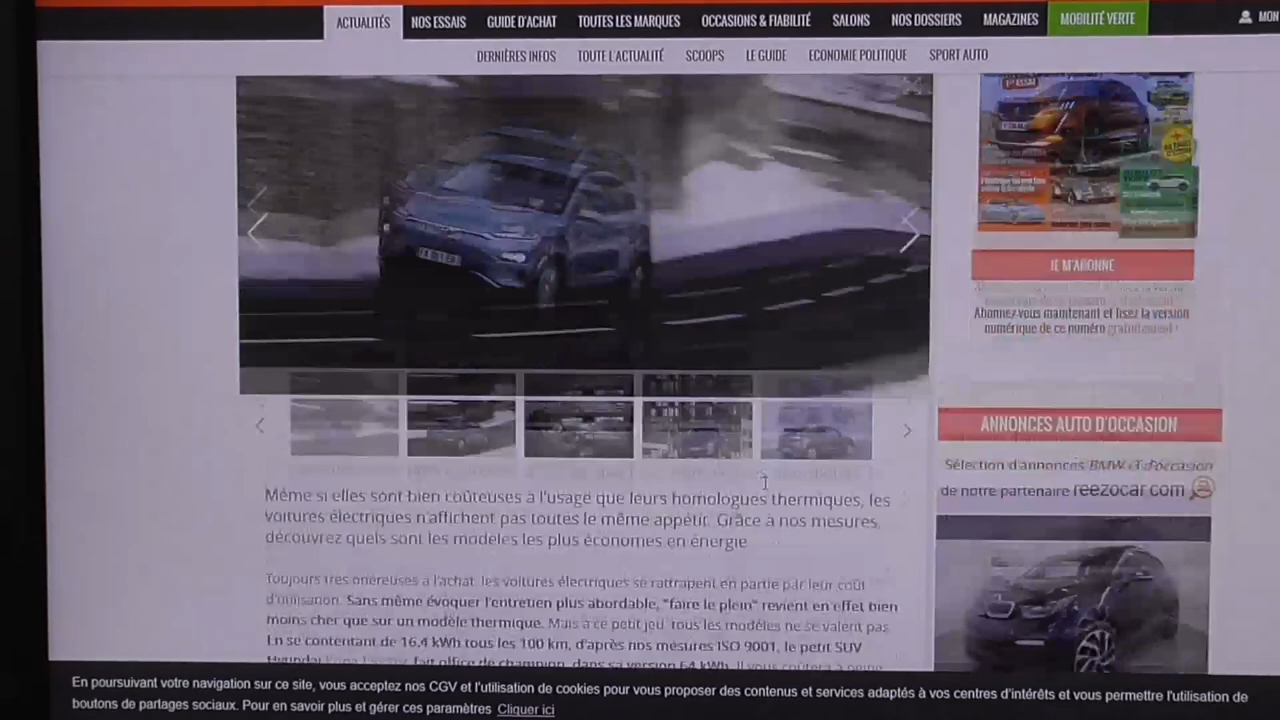 ACTUALITÉS NOS ESSAIS GUIDE D'ACHAT TOUTES LES MARQUES OCCASIONS & FIABILITÉ SALONS NOS DOSSIERS MAGAZINES MOBILITÉ VERTE MON
DERNIÈRES INFOS TOUTE L'ACTUALITÉ SCOOPS LE GUIDE ECONOMIE POLITIQUE SPORT AUTO
JE M'ABONNE
Abonnez-vous maintenant et lisez la version
numérique de ce numéro gratuitement !
ANNONCES AUTO D'OCCASION
Sélection d'annonces BMW i3 d'occasion
de notre partenaire reezocar.com
Même si elles sont bien coûteuses à l'usage que leurs homologues thermiques, les
voitures électriques n'affichent pas toutes le même appétit. Grâce à nos mesures,
découvrez quels sont les modèles les plus économes en énergie
Toujours très onéreuses à l'achat, les voitures électriques se rattrapent en partie par leur coût
d'utilisation. Sans même évoquer l'entretien plus abordable, "faire le plein" revient en effet bien
moins cher que sur un modèle thermique. Mais à ce petit jeu, tous les modèles ne se valent pas.
En se contentant de 16,4 kWh tous les 100 km, d'après nos mesures ISO 9001, le petit SUV
Hyundai Kona fait office de champion, dans sa version 64 kWh. Il vous coûtera à peine
En poursuivant votre navigation sur ce site, vous acceptez nos CGV et l'utilisation de cookies pour vous proposer des contenus et services adaptés à vos centres d'intérêts et vous permettre l'utilisation de
boutons de partages sociaux. Pour en savoir plus et gérer ces paramètres Cliquer ici